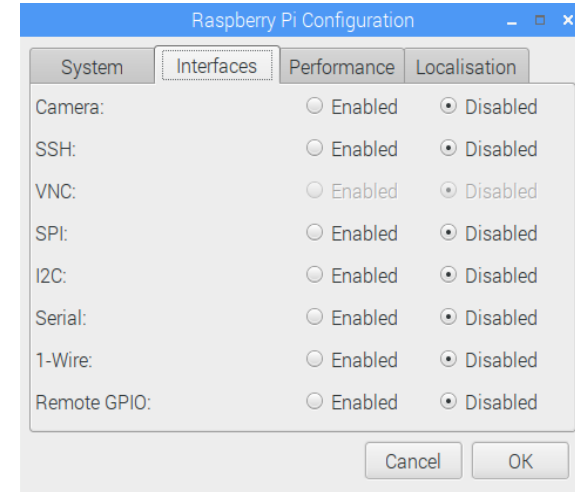 Raspberry Pi Configuration
System Interfaces Performance Localisation
Camera: Enabled Disabled
SSH: Enabled Disabled
VNC: Enabled Disabled
SPI: Enabled Disabled
I2C: Enabled Disabled
Serial: Enabled Disabled
1-Wire: Enabled Disabled
Remote GPIO: Enabled Disabled
Cancel OK